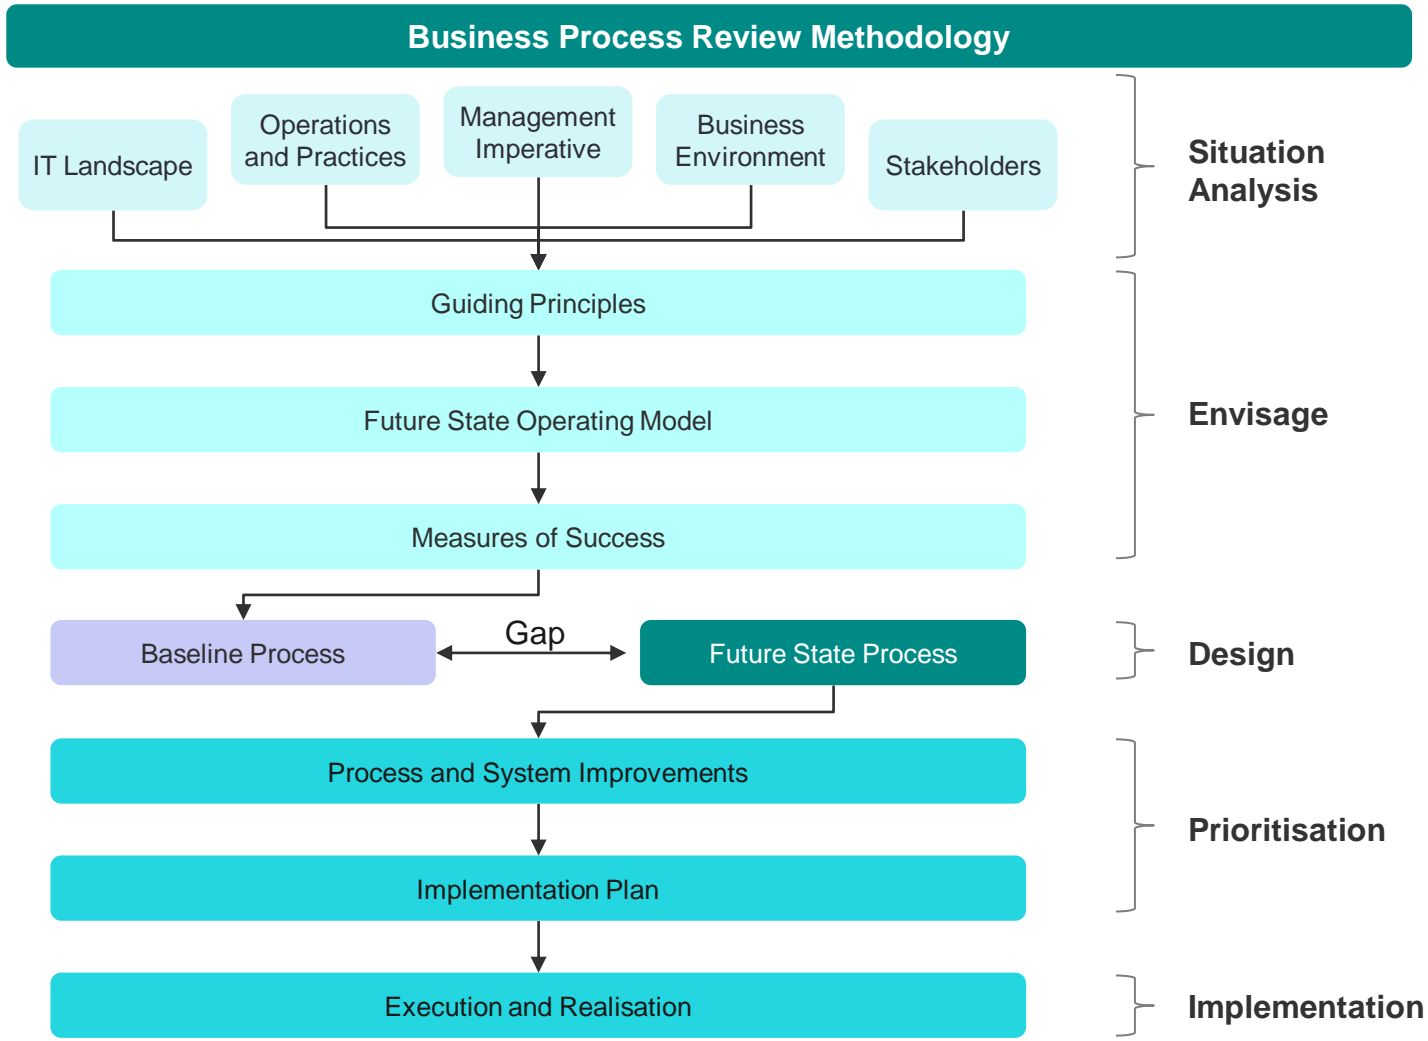 Business Process Review Methodology
IT Landscape
Operations
and Practices
Management
Imperative
Business
Environment
Stakeholders
Situation
Analysis
Guiding Principles
Future State Operating Model
Measures of Success
Envisage
Baseline Process
Gap
Future State Process
Design
Process and System Improvements
Implementation Plan
Prioritisation
Execution and Realisation
Implementation